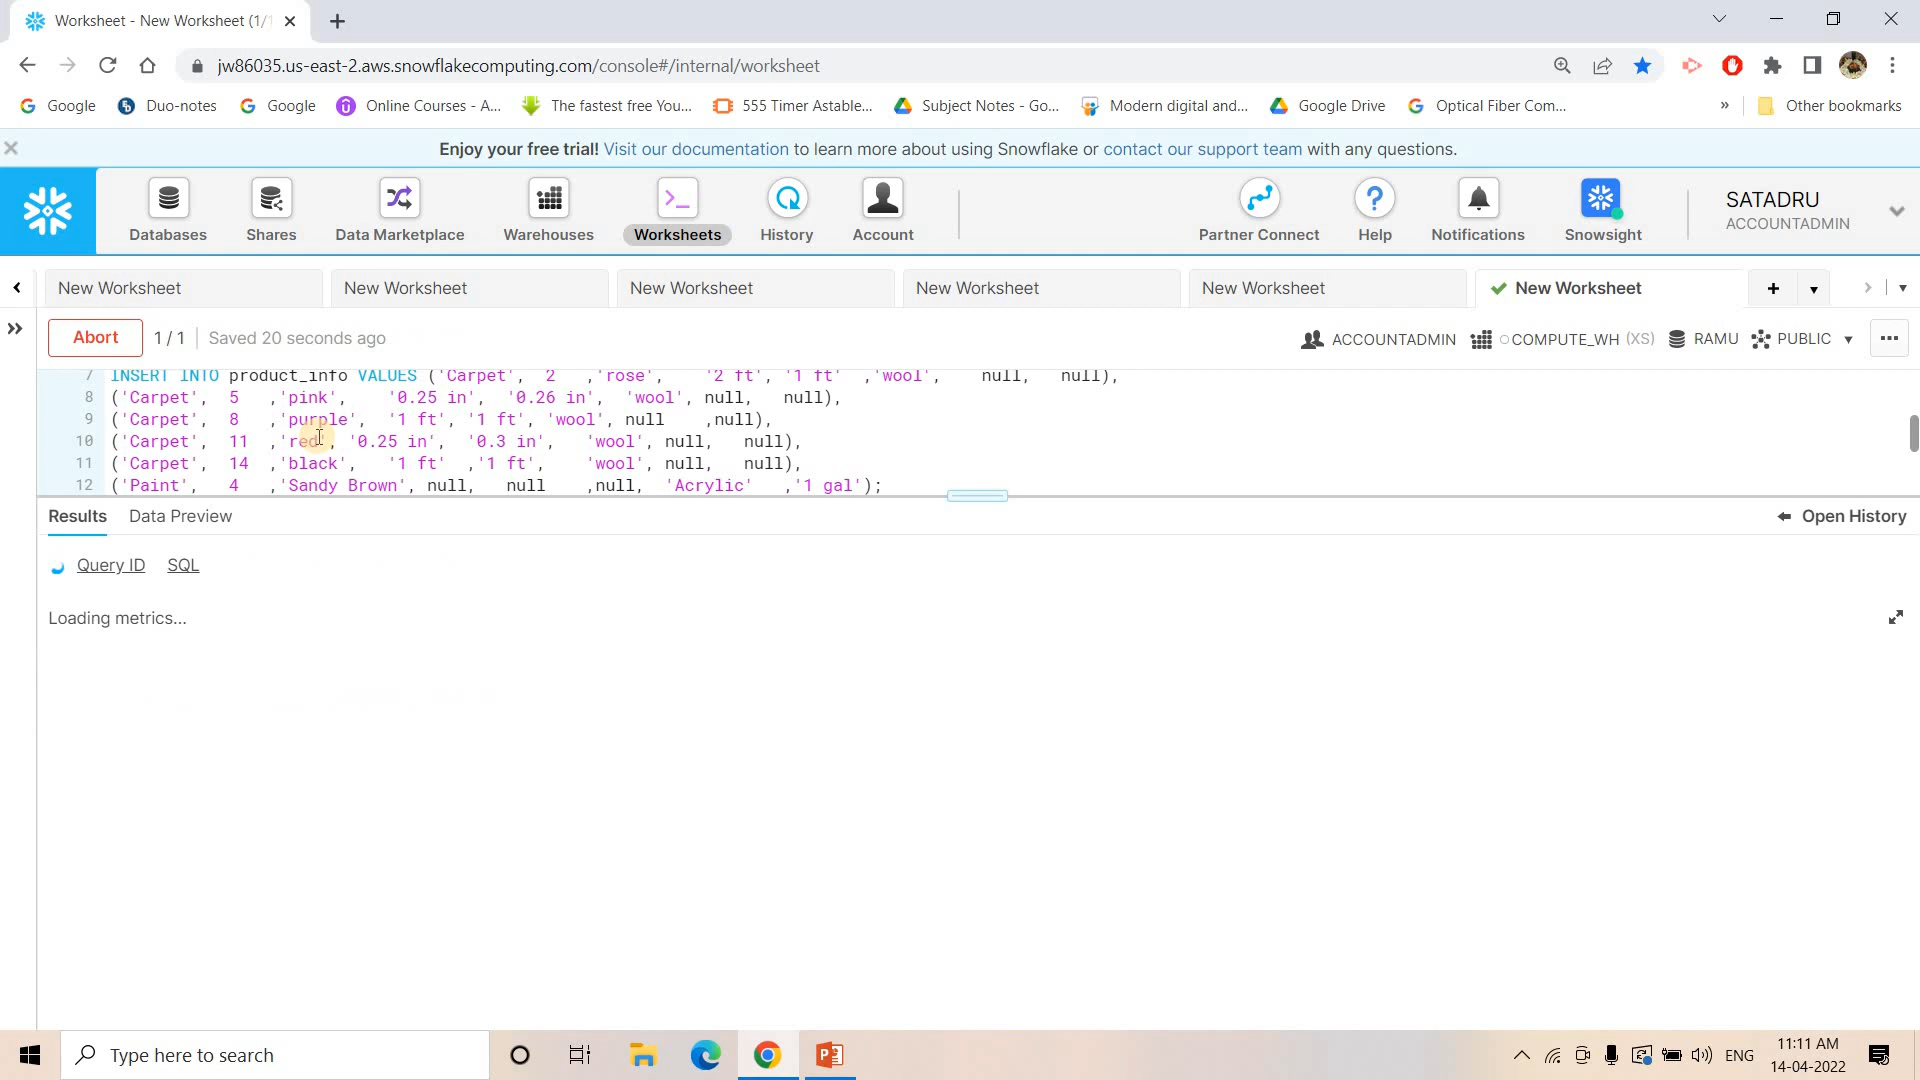 Worksheet - New Worksheet (1/1
jw86035.us-east-2.aws.snowflakecomputing.com/console#/internal/worksheet
Google Duo-notes Google Online Courses - A... The fastest free You... 555 Timer Astable... Subject Notes - Go... Modern digital and... Google Drive Optical Fiber Com... » Other bookmarks
Enjoy your free trial! Visit our documentation to learn more about using Snowflake or contact our support team with any questions.
Databases Shares Data Marketplace Warehouses Worksheets History Account Partner Connect Help Notifications Snowsight
SATADRU
ACCOUNTADMIN
New Worksheet New Worksheet New Worksheet New Worksheet New Worksheet New Worksheet
Abort 1 / 1 Saved 20 seconds ago ACCOUNTADMIN COMPUTE_WH (XS) RAMU PUBLIC
7 INSERT INTO product_info VALUES ('Carpet', 2 ,'rose', '2 ft', '1 ft' ,'wool', null, null),
8 ('Carpet', 5 ,'pink', '0.25 in', '0.26 in', 'wool', null, null),
9 ('Carpet', 8 ,'purple', '1 ft', '1 ft', 'wool', null ,null),
10 ('Carpet', 11 ,'red', '0.25 in', '0.3 in', 'wool', null, null),
11 ('Carpet', 14 ,'black', '1 ft' ,'1 ft', 'wool', null, null),
12 ('Paint', 4 ,'Sandy Brown', null, null ,null, 'Acrylic' ,'1 gal');
Results Data Preview Open History
Query ID SQL
Loading metrics...
Type here to search
ENG
11:11 AM
14-04-2022